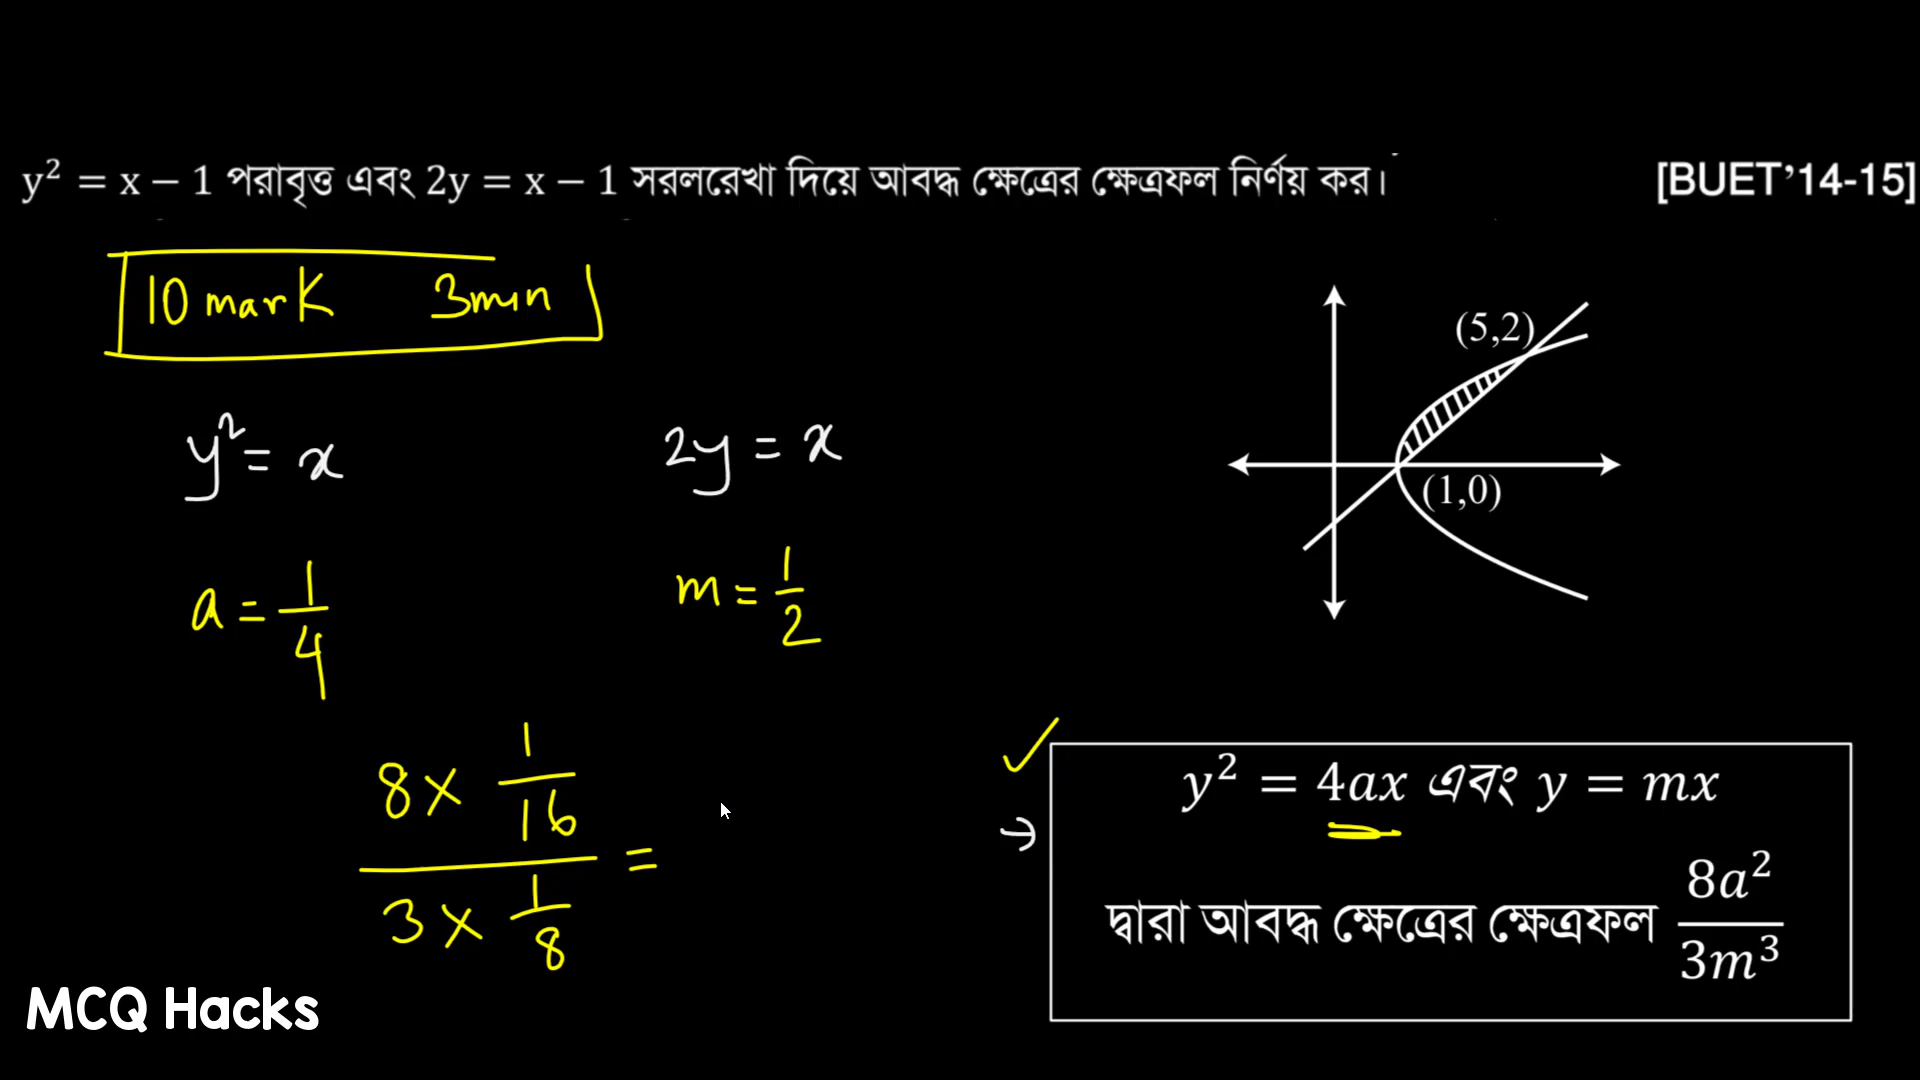 y² = x − 1 পরাবৃত্ত এবং 2y = x − 1 সরলরেখা দিয়ে আবদ্ধ ক্ষেত্রের ক্ষেত্রফল নির্ণয় কর। [BUET’14-15]
10 mark 3min
y² = x 2y = x
a = 1/4 m = 1/2
(5,2)
(1,0)
8 × 1/16
3 × 1/8 =
y² = 4ax এবং y = mx
দ্বারা আবদ্ধ ক্ষেত্রের ক্ষেত্রফল 8a²/3m³
MCQ Hacks